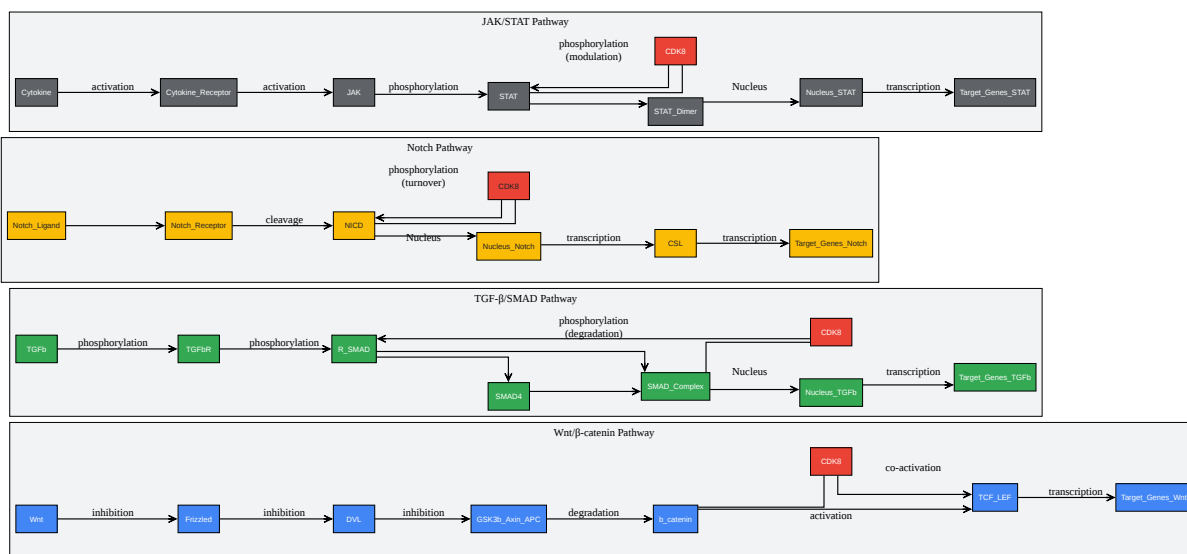 JAK/STAT Pathway
phosphorylation
(modulation)
CDK8
Cytokine
activation
Cytokine_Receptor
activation
JAK
phosphorylation
STAT
STAT_Dimer
Nucleus
Nucleus_STAT
transcription
Target_Genes_STAT
Notch Pathway
phosphorylation
(turnover)
CDK8
Notch_Ligand
Notch_Receptor
cleavage
NICD
Nucleus
Nucleus_Notch
transcription
CSL
transcription
Target_Genes_Notch
TGF-β/SMAD Pathway
phosphorylation
(degradation)
CDK8
TGFb
phosphorylation
TGFbR
phosphorylation
R_SMAD
SMAD4
SMAD_Complex
Nucleus
Nucleus_TGFb
transcription
Target_Genes_TGFb
Wnt/β-catenin Pathway
CDK8
co-activation
Wnt
inhibition
Frizzled
inhibition
DVL
inhibition
GSK3b_Axin_APC
degradation
b_catenin
activation
TCF_LEF
transcription
Target_Genes_Wnt